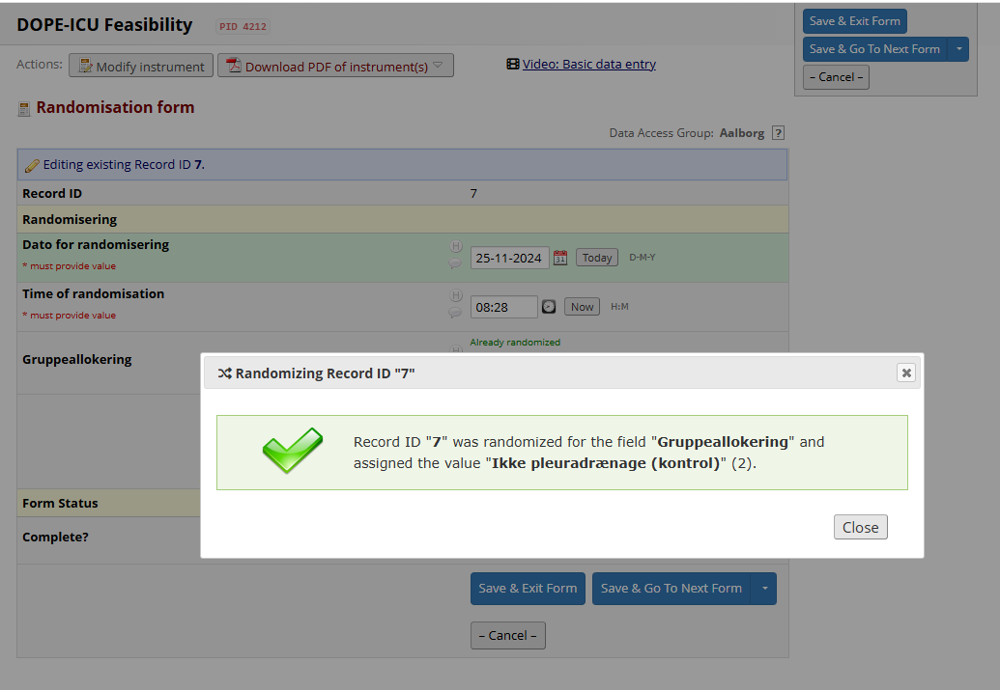 DOPE-ICU Feasibility PID 4212
Save & Exit Form
Save & Go To Next Form
– Cancel –
Actions: Modify instrument Download PDF of instrument(s) Video: Basic data entry
Randomisation form
Data Access Group: Aalborg ?
Editing existing Record ID 7.
Record ID 7
Randomisering
Dato for randomisering
* must provide value
H 25-11-2024 31 Today D-M-Y
Time of randomisation
* must provide value
H 08:28 Now H:M
Already randomized
Gruppeallokering
Randomizing Record ID "7"
Record ID "7" was randomized for the field "Gruppeallokering" and
assigned the value "Ikke pleuradrænage (kontrol)" (2).
Close
Form Status
Complete?
Save & Exit Form Save & Go To Next Form
– Cancel –